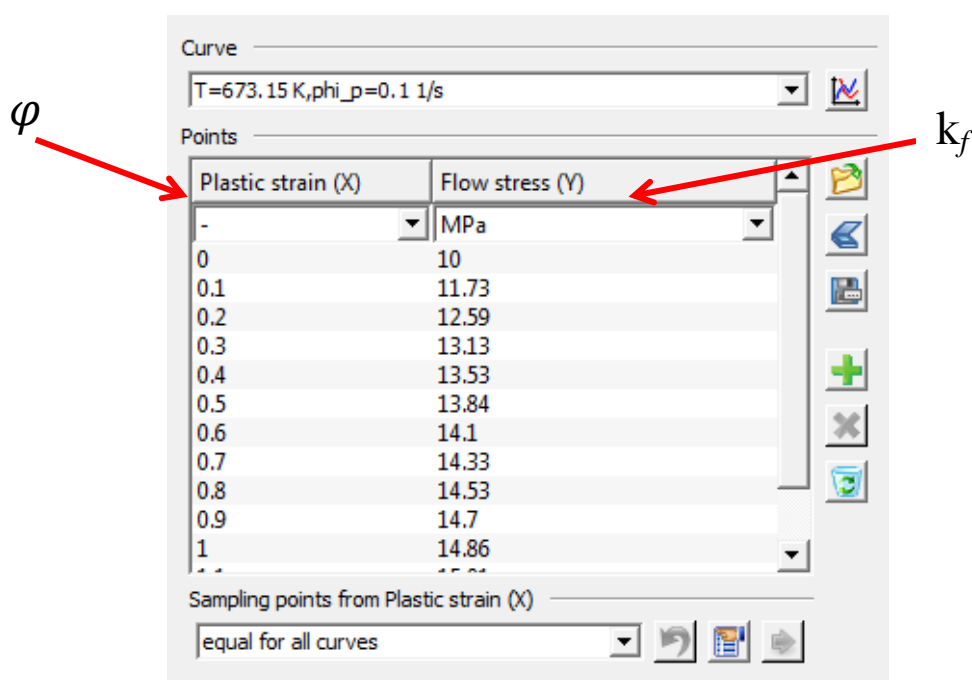 Curve
T=673.15 K,phi_p=0.1 1/s
φ
k_f
Points
Plastic strain (X) Flow stress (Y)
- MPa
0 10
0.1 11.73
0.2 12.59
0.3 13.13
0.4 13.53
0.5 13.84
0.6 14.1
0.7 14.33
0.8 14.53
0.9 14.7
1 14.86
Sampling points from Plastic strain (X)
equal for all curves